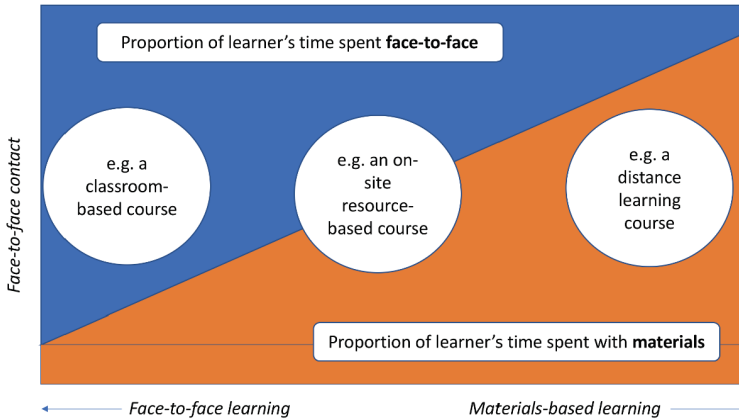 Proportion of learner's time spent face-to-face
e.g. a
classroom-
based course
e.g. an on-
site
resource-
based course
e.g. a
distance
learning
course
Face-to-face contact
Proportion of learner's time spent with materials
Face-to-face learning
Materials-based learning